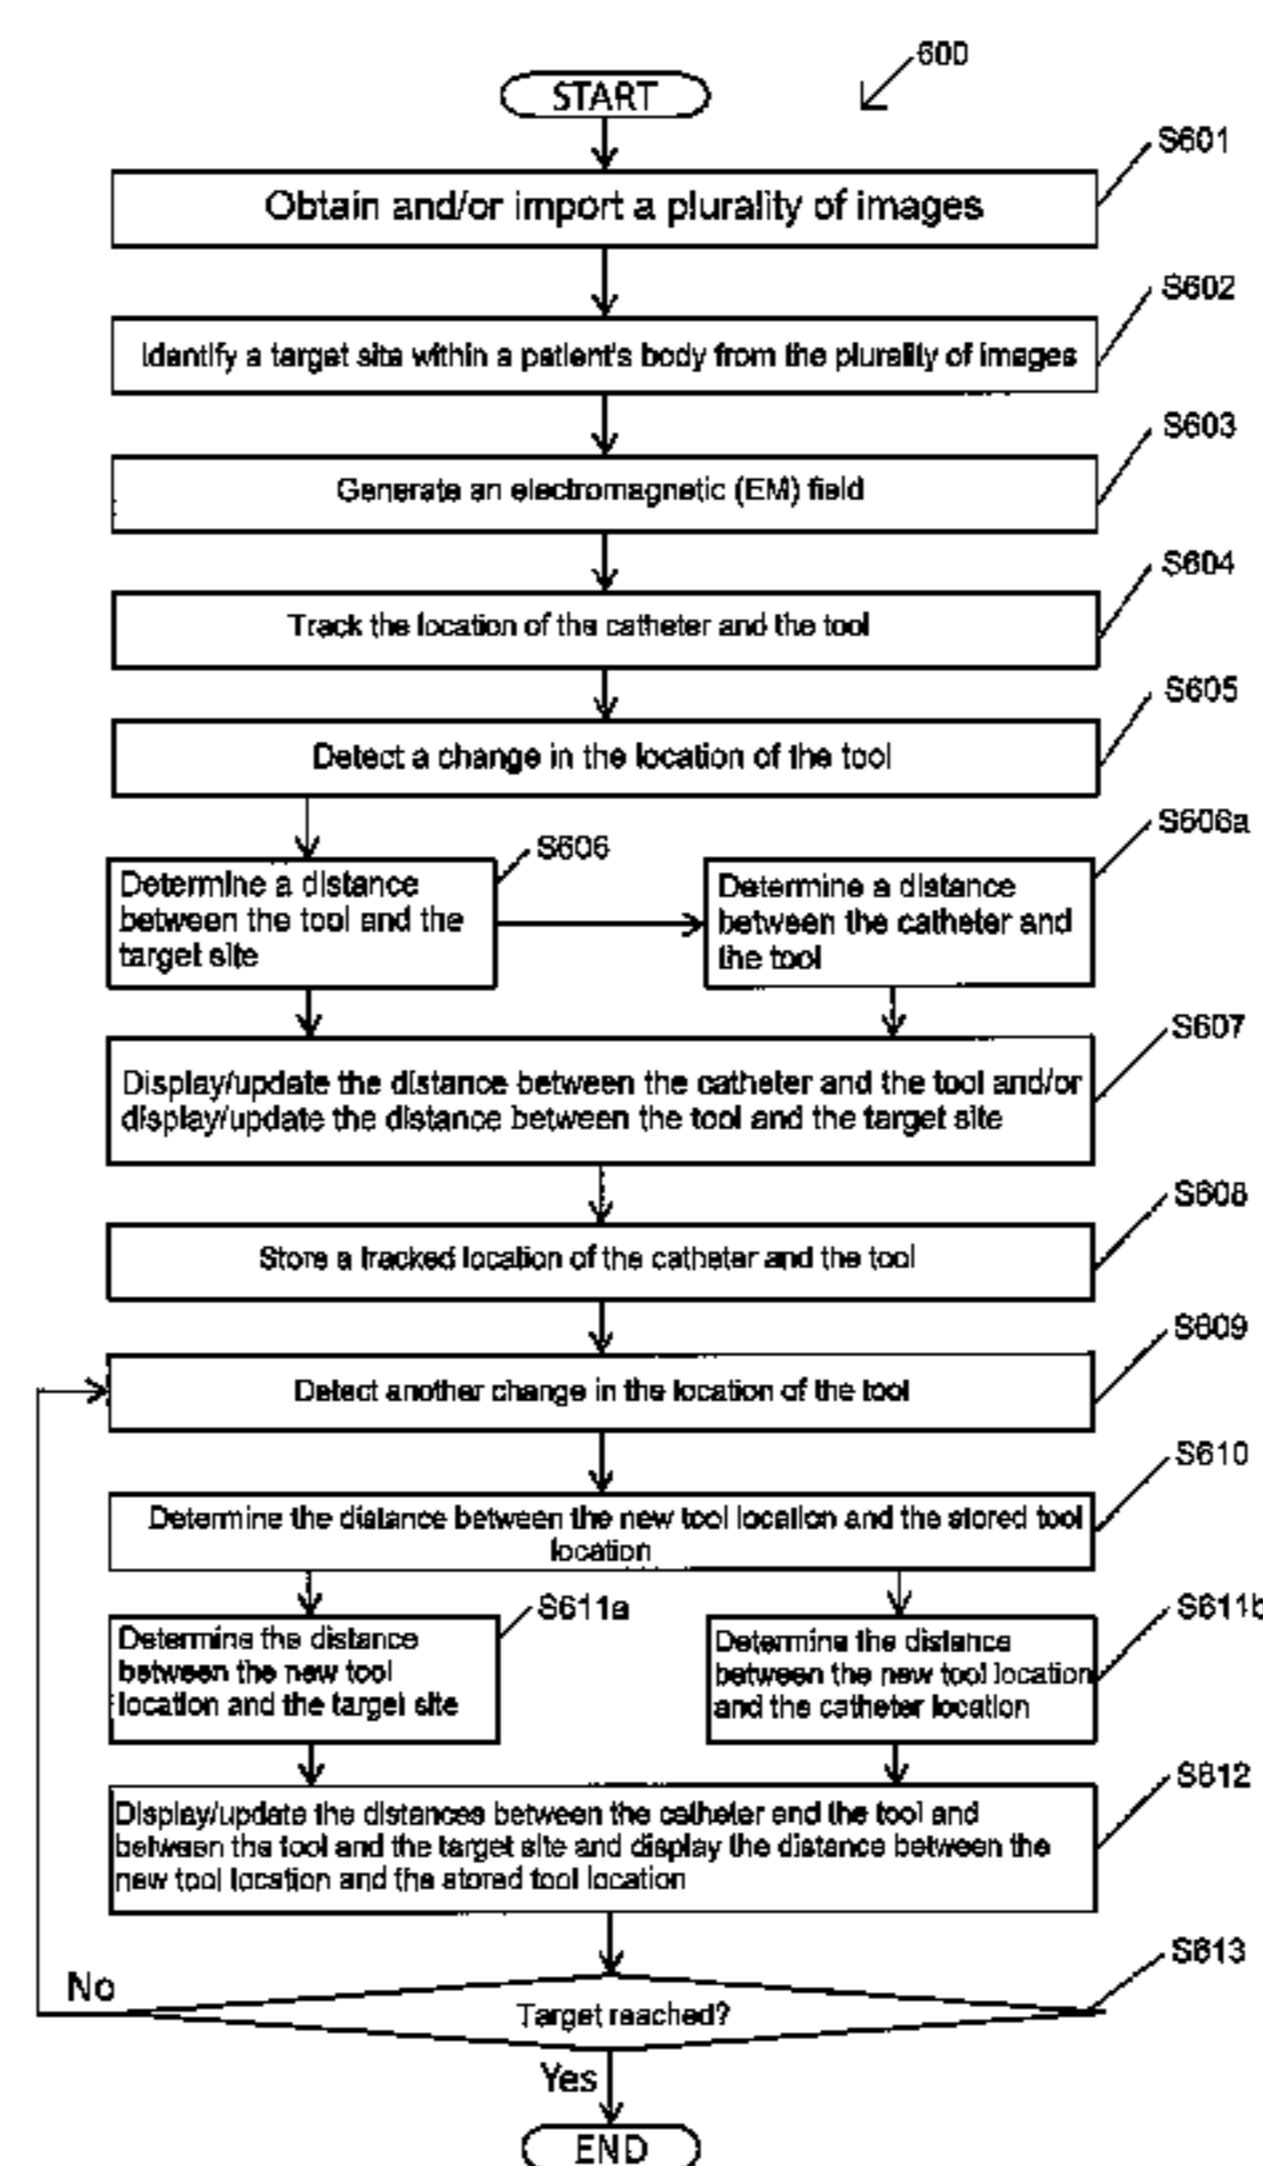 600
START
S601
Obtain and/or import a plurality of images
S602
Identify a target site within a patient's body from the plurality of images
S603
Generate an electromagnetic (EM) field
S604
Track the location of the catheter and the tool
S605
Detect a change in the location of the tool
S606
Determine a distance
between the tool and the
target site
S606a
Determine a distance
between the catheter and
the tool
S607
Display/update the distance between the catheter and the tool and/or
display/update the distance between the tool and the target site
S608
Store a tracked location of the catheter and the tool
S609
Detect another change in the location of the tool
S610
Determine the distance between the new tool location and the stored tool
location
S611a
Determine the distance
between the new tool
location and the target site
S611b
Determine the distance
between the new tool location
and the catheter location
S612
Display/update the distances between the catheter and the tool and
between the tool and the target site and display the distance between the
new tool location and the stored tool location
S613
No
Target reached?
Yes
END